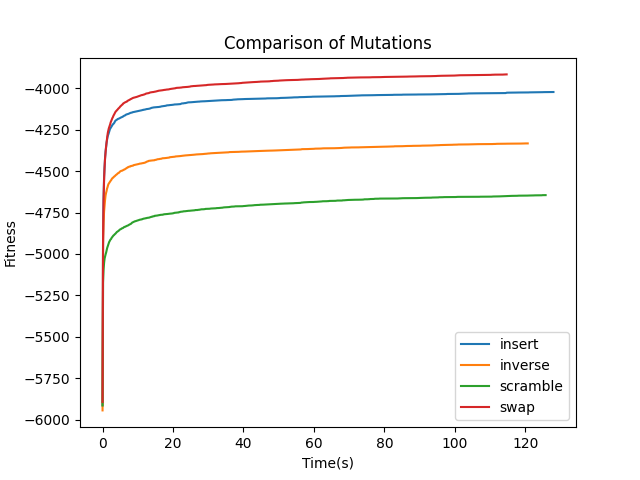 Comparison of Mutations
Fitness
−4000
−4250
−4500
−4750
−5000
−5250
−5500
−5750
−6000
insert
inverse
scramble
swap
0 20 40 60 80 100 120
Time(s)